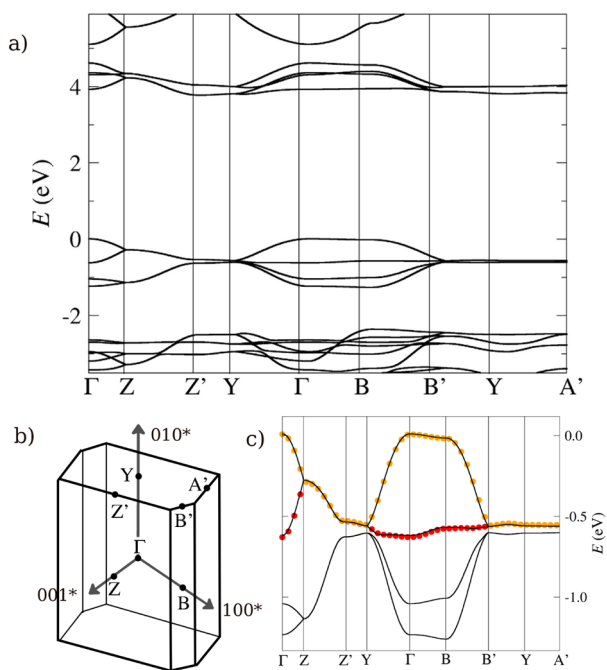 a)
E (eV)
4
2
0
-2
Γ Z Z' Y Γ B B' Y A'
b)
010*
Y
A'
Z'
B'
Γ
Z
B
001*
100*
c)
0.0
-0.5
-1.0
E (eV)
Γ Z Z' Y Γ B B' Y A'